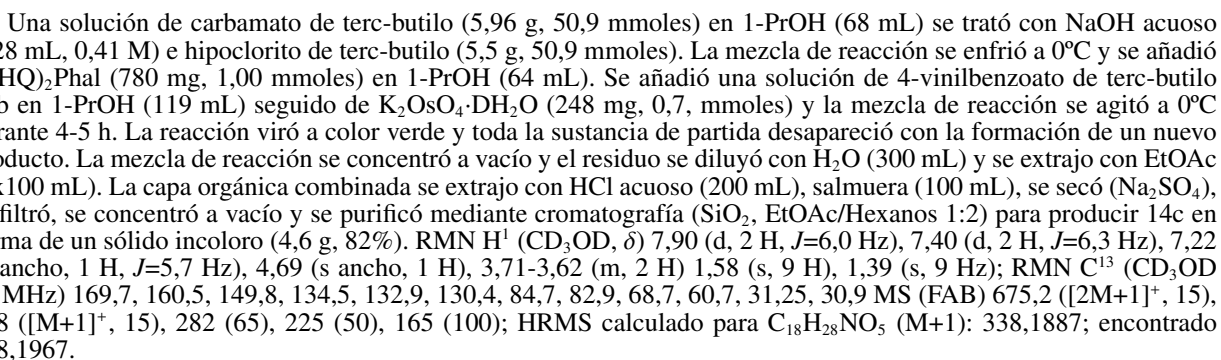 Una solución de carbamato de terc-butilo (5,96 g, 50,9 mmoles) en 1-PrOH (68 mL) se trató con NaOH acuoso
28 mL, 0,41 M) e hipoclorito de terc-butilo (5,5 g, 50,9 mmoles). La mezcla de reacción se enfrió a 0ºC y se añadió
HQ)₂Phal (780 mg, 1,00 mmoles) en 1-PrOH (64 mL). Se añadió una solución de 4-vinilbenzoato de terc-butilo
b en 1-PrOH (119 mL) seguido de K₂OsO₄·DH₂O (248 mg, 0,7, mmoles) y la mezcla de reacción se agitó a 0ºC
rante 4-5 h. La reacción viró a color verde y toda la sustancia de partida desapareció con la formación de un nuevo
oducto. La mezcla de reacción se concentró a vacío y el residuo se diluyó con H₂O (300 mL) y se extrajo con EtOAc
x100 mL). La capa orgánica combinada se extrajo con HCl acuoso (200 mL), salmuera (100 mL), se secó (Na₂SO₄),
filtró, se concentró a vacío y se purificó mediante cromatografía (SiO₂, EtOAc/Hexanos 1:2) para producir 14c en
rma de un sólido incoloro (4,6 g, 82%). RMN H¹ (CD₃OD, δ) 7,90 (d, 2 H, J=6,0 Hz), 7,40 (d, 2 H, J=6,3 Hz), 7,22
ancho, 1 H, J=5,7 Hz), 4,69 (s ancho, 1 H), 3,71-3,62 (m, 2 H) 1,58 (s, 9 H), 1,39 (s, 9 Hz); RMN C¹³ (CD₃OD
MHz) 169,7, 160,5, 149,8, 134,5, 132,9, 130,4, 84,7, 82,9, 68,7, 60,7, 31,25, 30,9 MS (FAB) 675,2 ([2M+1]⁺, 15),
8 ([M+1]⁺, 15), 282 (65), 225 (50), 165 (100); HRMS calculado para C₁₈H₂₈NO₅ (M+1): 338,1887; encontrado
8,1967.